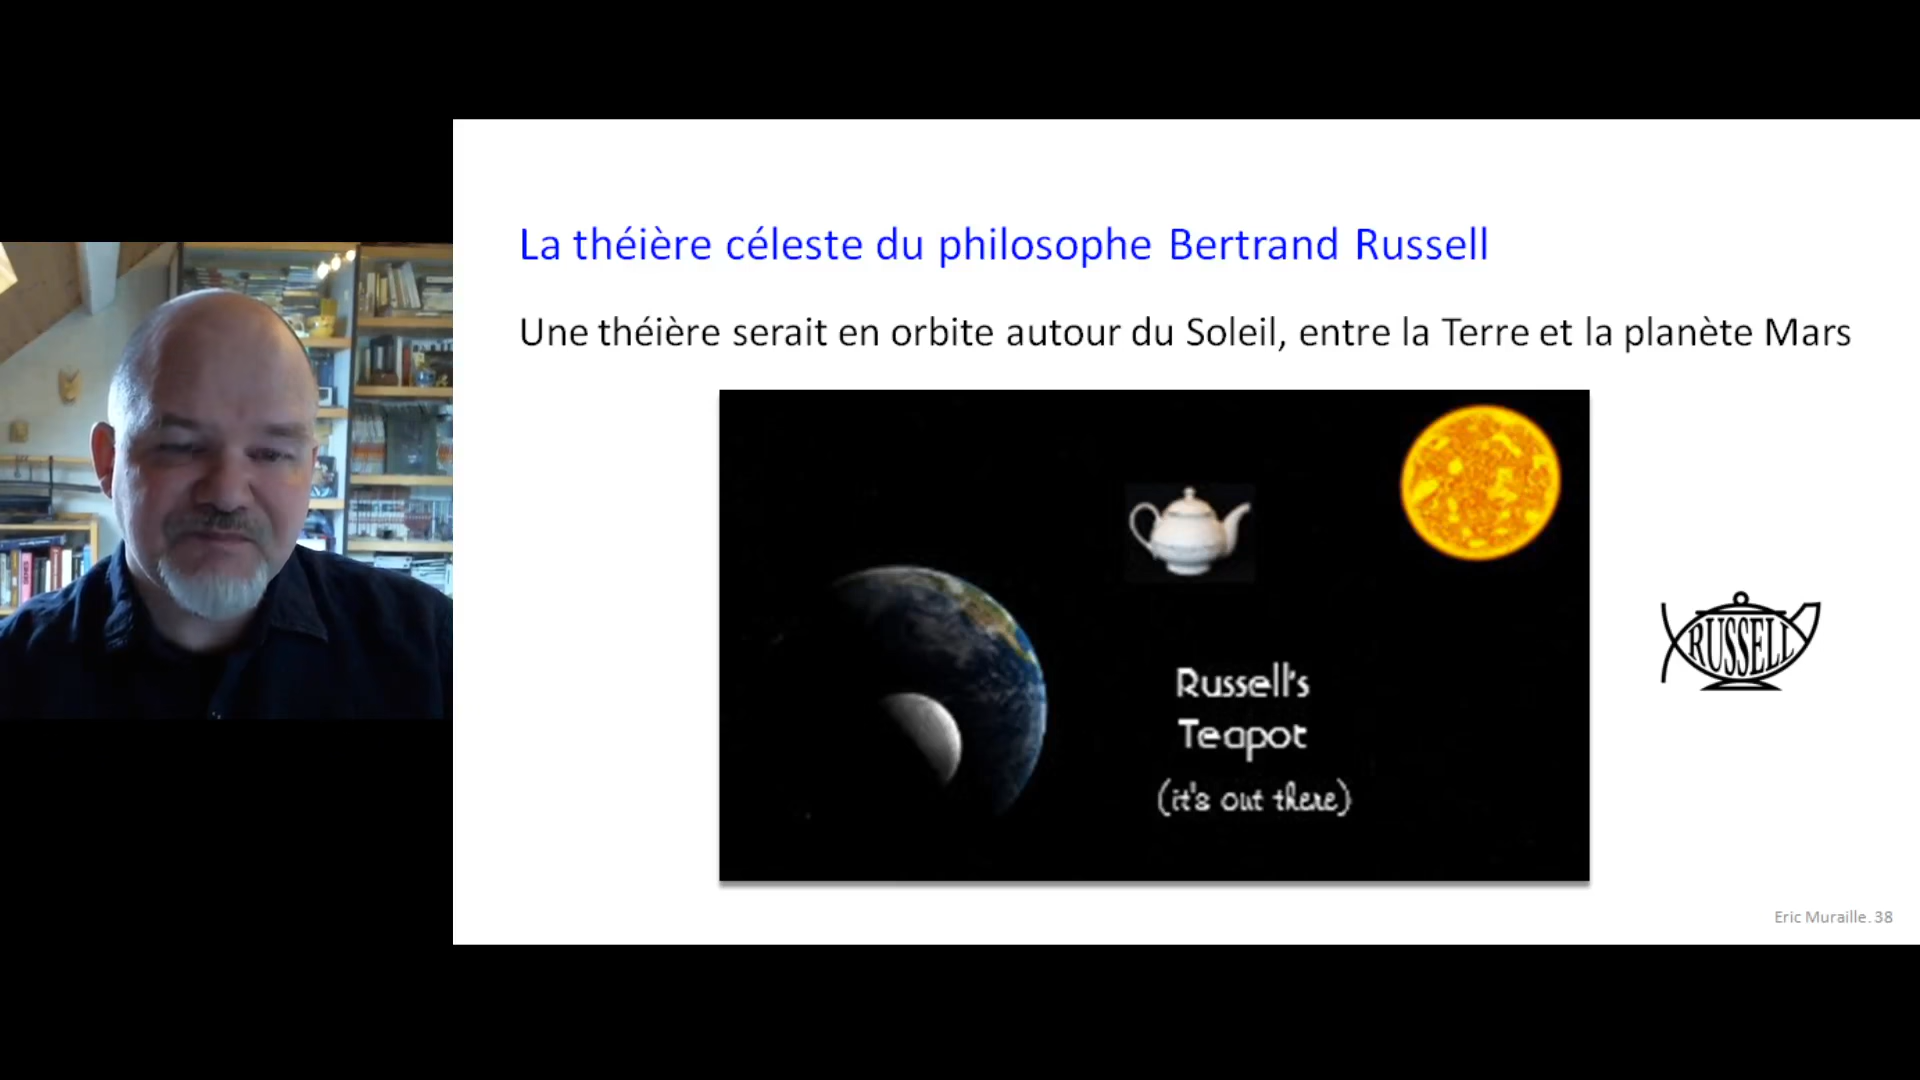 La théière céleste du philosophe Bertrand Russell
Une théière serait en orbite autour du Soleil, entre la Terre et la planète Mars
Russell's
Teapot
(it's out there)
RUSSELL
Eric Muraille. 38